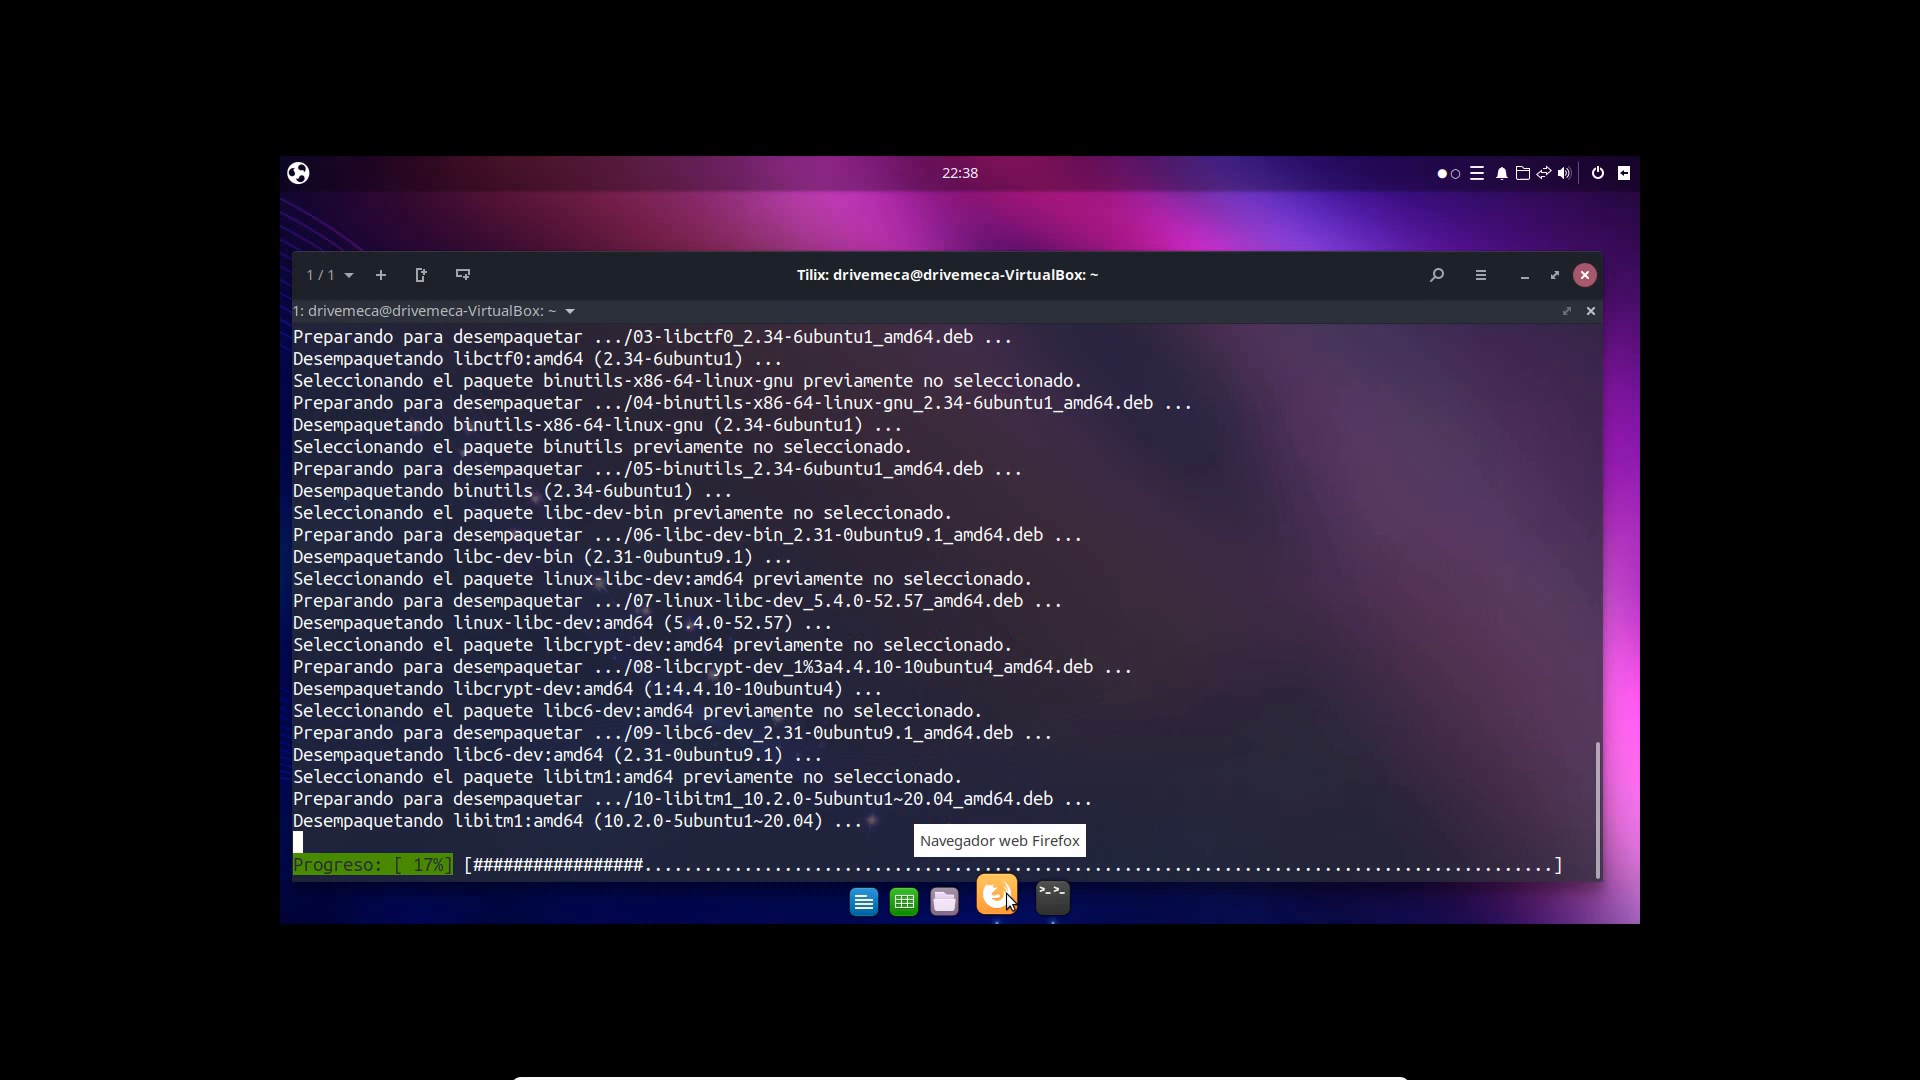 22:38
1 / 1
Tilix: drivemeca@drivemeca-VirtualBox: ~
1: drivemeca@drivemeca-VirtualBox: ~
Preparando para desempaquetar .../03-libctf0_2.34-6ubuntu1_amd64.deb ...
Desempaquetando libctf0:amd64 (2.34-6ubuntu1) ...
Seleccionando el paquete binutils-x86-64-linux-gnu previamente no seleccionado.
Preparando para desempaquetar .../04-binutils-x86-64-linux-gnu_2.34-6ubuntu1_amd64.deb ...
Desempaquetando binutils-x86-64-linux-gnu (2.34-6ubuntu1) ...
Seleccionando el paquete binutils previamente no seleccionado.
Preparando para desempaquetar .../05-binutils_2.34-6ubuntu1_amd64.deb ...
Desempaquetando binutils (2.34-6ubuntu1) ...
Seleccionando el paquete libc-dev-bin previamente no seleccionado.
Preparando para desempaquetar .../06-libc-dev-bin_2.31-0ubuntu9.1_amd64.deb ...
Desempaquetando libc-dev-bin (2.31-0ubuntu9.1) ...
Seleccionando el paquete linux-libc-dev:amd64 previamente no seleccionado.
Preparando para desempaquetar .../07-linux-libc-dev_5.4.0-52.57_amd64.deb ...
Desempaquetando linux-libc-dev:amd64 (5.4.0-52.57) ...
Seleccionando el paquete libcrypt-dev:amd64 previamente no seleccionado.
Preparando para desempaquetar .../08-libcrypt-dev_1%3a4.4.10-10ubuntu4_amd64.deb ...
Desempaquetando libcrypt-dev:amd64 (1:4.4.10-10ubuntu4) ...
Seleccionando el paquete libc6-dev:amd64 previamente no seleccionado.
Preparando para desempaquetar .../09-libc6-dev_2.31-0ubuntu9.1_amd64.deb ...
Desempaquetando libc6-dev:amd64 (2.31-0ubuntu9.1) ...
Seleccionando el paquete libitm1:amd64 previamente no seleccionado.
Preparando para desempaquetar .../10-libitm1_10.2.0-5ubuntu1~20.04_amd64.deb ...
Desempaquetando libitm1:amd64 (10.2.0-5ubuntu1~20.04) ...
Navegador web Firefox
Progreso: [ 17%] [#################...........................................................................................]